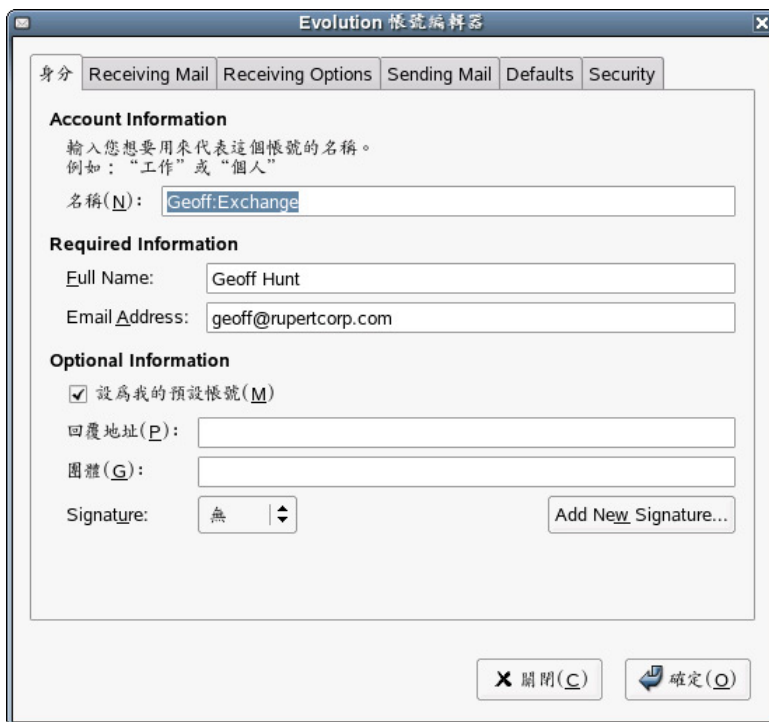 Evolution 帳號編輯器
身分 Receiving Mail Receiving Options Sending Mail Defaults Security
Account Information
輸入您想要用來代表這個帳號的名稱。
例如：“工作”或“個人”
名稱(N): Geoff:Exchange
Required Information
Full Name: Geoff Hunt
Email Address: geoff@rupertcorp.com
Optional Information
設為我的預設帳號(M)
回覆地址(P):
團體(G):
Signature: 無 Add New Signature...
關閉(C) 確定(O)